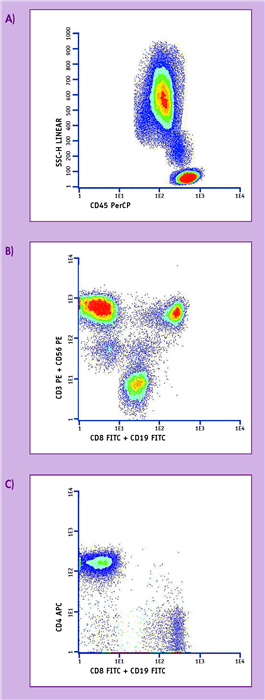 A)
SSC-H LINEAR
1000
900
800
700
600
500
400
300
200
100
1
1 1E1 1E2 1E3 1E4
CD45 PerCP
B)
CD3 PE + CD56 PE
1E4
1E3
1E2
1E1
1
1 1E1 1E2 1E3 1E4
CD8 FITC + CD19 FITC
C)
CD4 APC
1E4
1E3
1E2
1E1
1
1 1E1 1E2 1E3 1E4
CD8 FITC + CD19 FITC